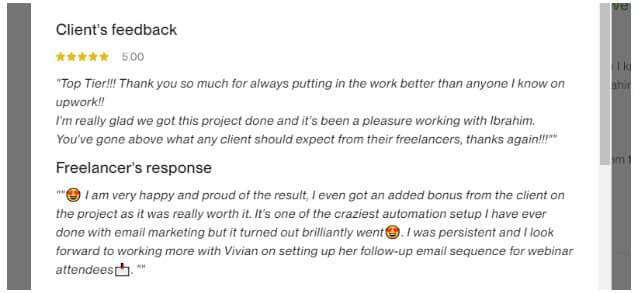 Client's feedback
★★★★★ 5.00
"Top Tier!!! Thank you so much for always putting in the work better than anyone I know on
upwork!!
I'm really glad we got this project done and it's been a pleasure working with Ibrahim.
You've gone above what any client should expect from their freelancers, thanks again!!!""
Freelancer's response
""😍 I am very happy and proud of the result, I even got an added bonus from the client on
the project as it was really worth it. It's one of the craziest automation setup I have ever
done with email marketing but it turned out brilliantly went😍. I was persistent and I look
forward to working more with Vivian on setting up her follow-up email sequence for webinar
attendees📩. ""